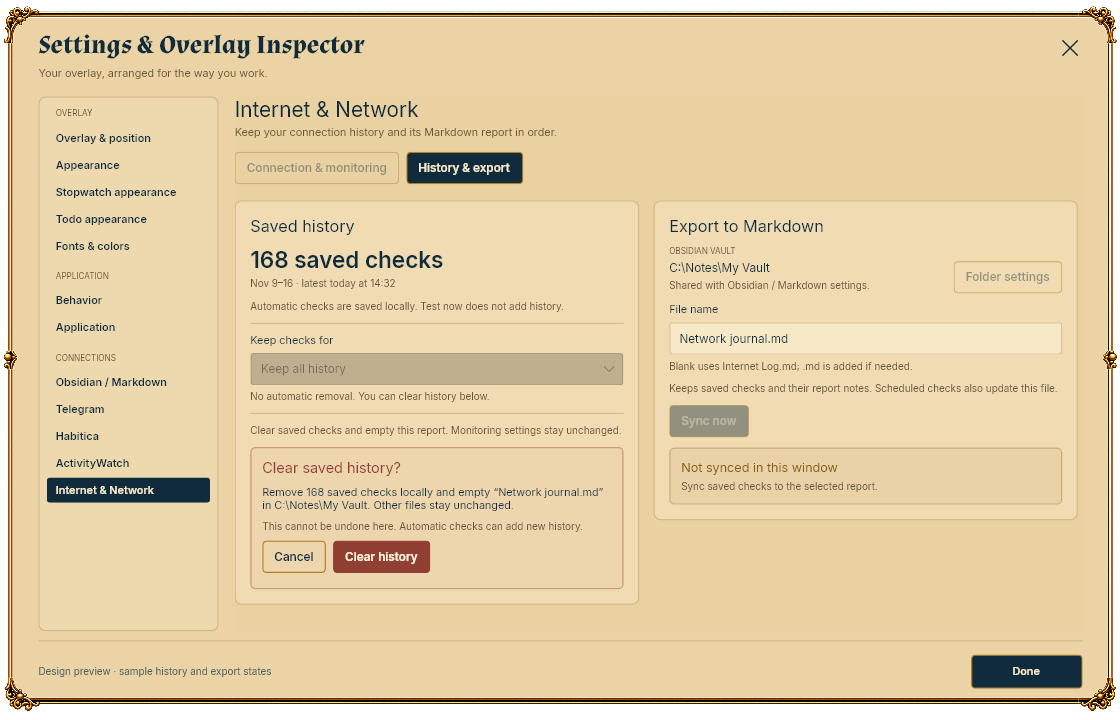 Settings & Overlay Inspector
Your overlay, arranged for the way you work.
OVERLAY
Overlay & position
Appearance
Stopwatch appearance
Todo appearance
Fonts & colors
APPLICATION
Behavior
Application
CONNECTIONS
Obsidian / Markdown
Telegram
Habitica
ActivityWatch
Internet & Network
Internet & Network
Keep your connection history and its Markdown report in order.
Connection & monitoring
History & export
Saved history
168 saved checks
Nov 9–16 · latest today at 14:32
Automatic checks are saved locally. Test now does not add history.
Keep checks for
Keep all history
No automatic removal. You can clear history below.
Clear saved checks and empty this report. Monitoring settings stay unchanged.
Clear saved history?
Remove 168 saved checks locally and empty “Network journal.md”
in C:\Notes\My Vault. Other files stay unchanged.
This cannot be undone here. Automatic checks can add new history.
Cancel
Clear history
Export to Markdown
OBSIDIAN VAULT
C:\Notes\My Vault
Shared with Obsidian / Markdown settings.
Folder settings
File name
Network journal.md
Blank uses Internet Log.md; .md is added if needed.
Keeps saved checks and their report notes. Scheduled checks also update this file.
Sync now
Not synced in this window
Sync saved checks to the selected report.
Design preview · sample history and export states
Done